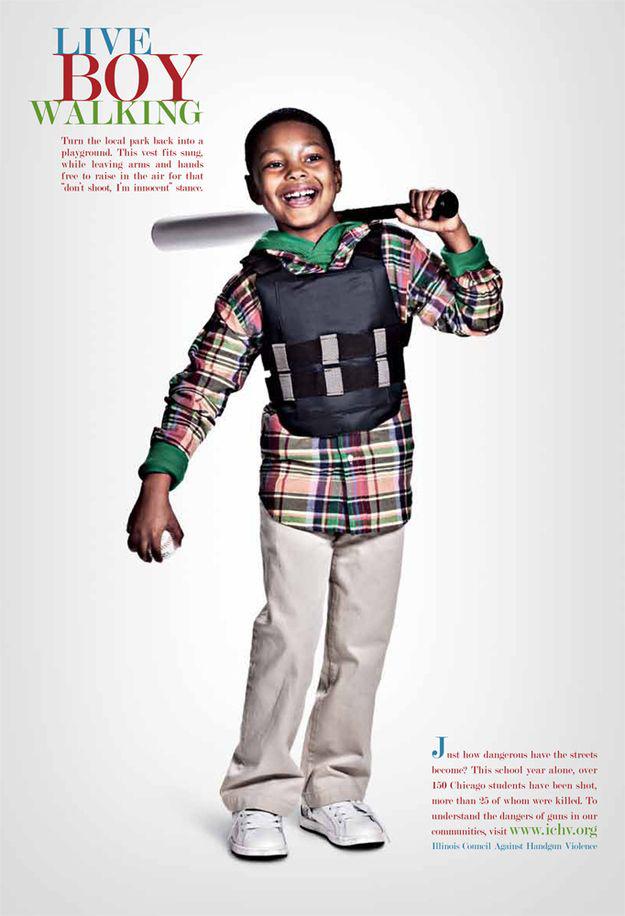 LIVE
BOY
WALKING
Turn the local park back into a
playground. This vest fits snug,
while leaving arms and hands
free to raise in the air for that
"don't shoot, I'm innocent" stance.
Just how dangerous have the streets
become? This school year alone, over
150 Chicago students have been shot,
more than 25 of whom were killed. To
understand the dangers of guns in our
communities, visit www.ichv.org
Illinois Council Against Handgun Violence